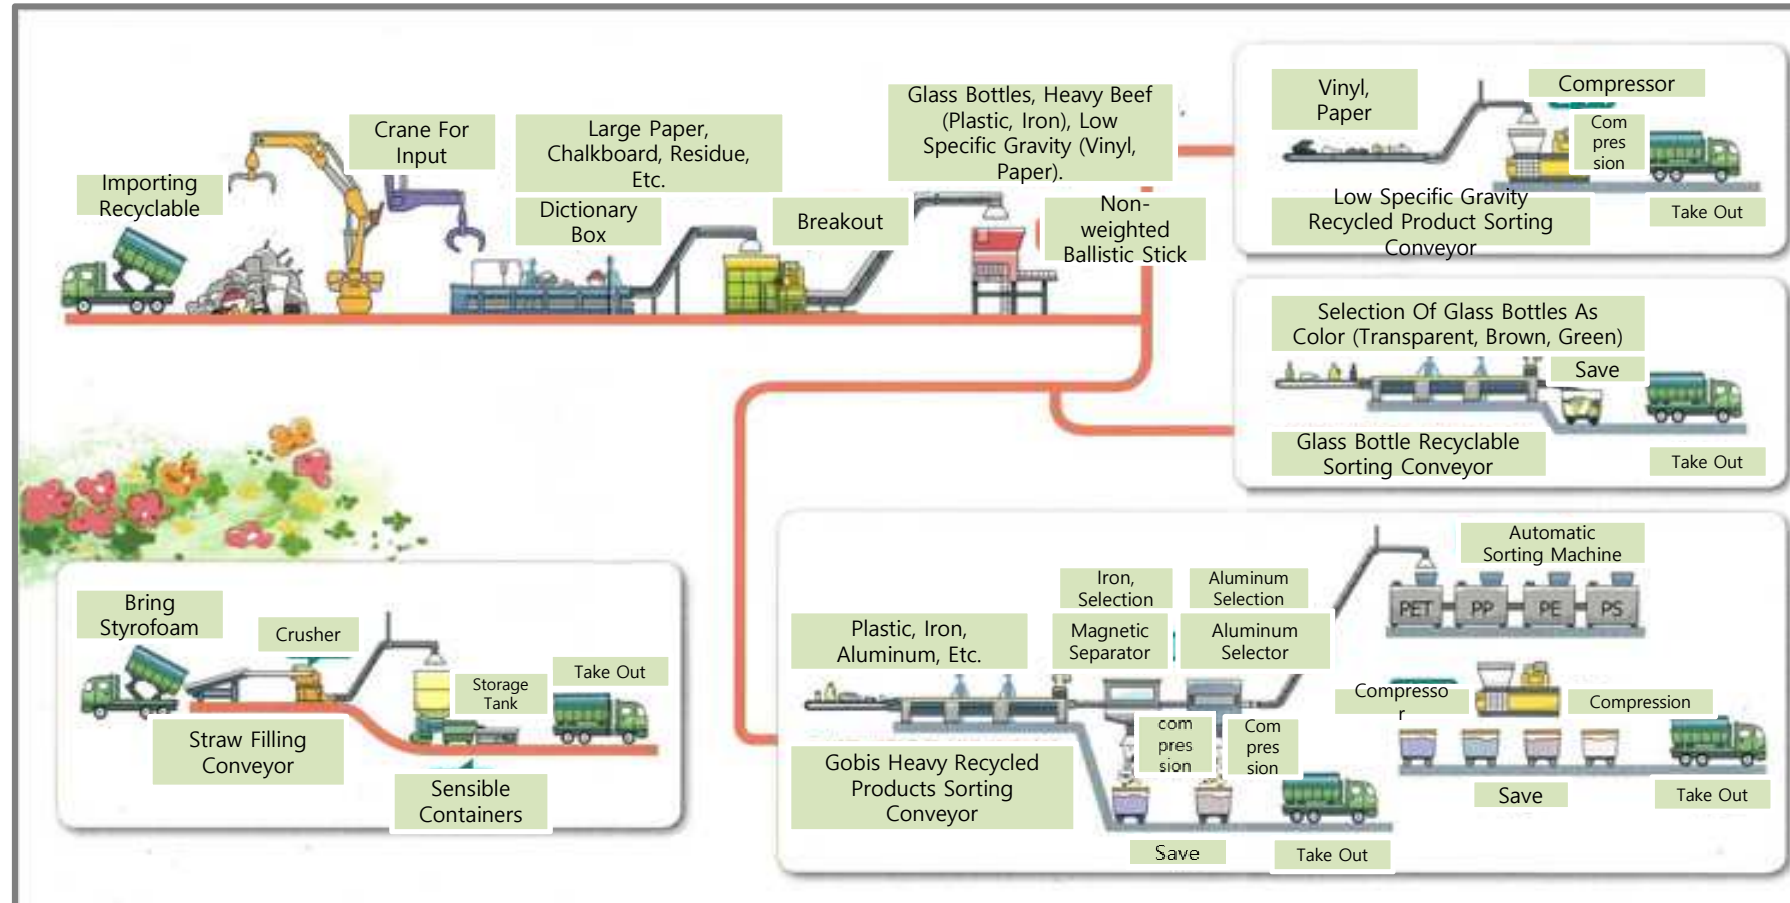 Importing
Recyclable
Crane For
Input
Large Paper,
Chalkboard, Residue,
Etc.
Dictionary
Box
Breakout
Glass Bottles, Heavy Beef
(Plastic, Iron), Low
Specific Gravity (Vinyl,
Paper).
Non-
weighted
Ballistic Stick
Vinyl,
Paper
Compressor
Com
pres
sion
Low Specific Gravity
Recycled Product Sorting
Conveyor
Take Out
Selection Of Glass Bottles As
Color (Transparent, Brown, Green)
Save
Glass Bottle Recyclable
Sorting Conveyor
Take Out
Bring
Styrofoam
Crusher
Storage
Tank
Take Out
Straw Filling
Conveyor
Sensible
Containers
Plastic, Iron,
Aluminum, Etc.
Iron,
Selection
Magnetic
Separator
Aluminum
Selection
Aluminum
Selector
Automatic
Sorting Machine
PET
PP
PE
PS
com
pres
sion
Com
pres
sion
Compresso
r
Compression
Gobis Heavy Recycled
Products Sorting
Conveyor
Save
Take Out
Save
Take Out